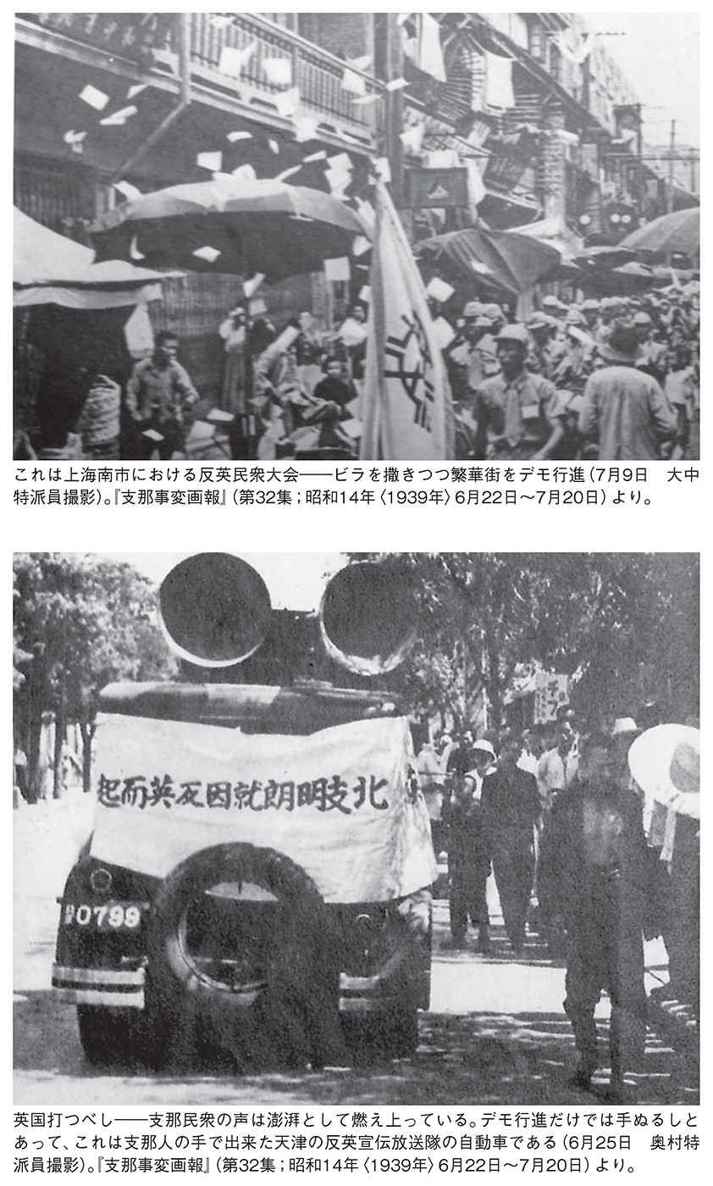 これは上海南市における反英民衆大会――ビラを撒きつつ繁華街をデモ行進（7月9日　大中
特派員撮影）。『支那事変画報』（第32集；昭和14年〈1939年〉6月22日～7月20日）より。
北支明朗就因反英而起
0799
英国打つべし――支那民衆の声は澎湃として燃え上っている。デモ行進だけでは手ぬるしと
あって、これは支那人の手で出来た天津の反英宣伝放送隊の自動車である（6月25日　奥村特
派員撮影）。『支那事変画報』（第32集；昭和14年〈1939年〉6月22日～7月20日）より。